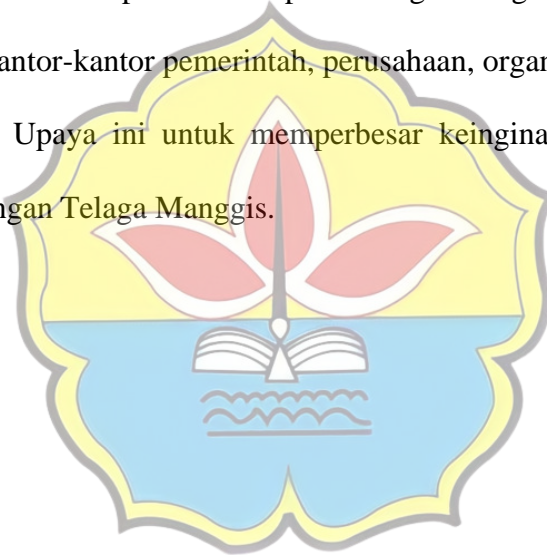 antor-kantor pemerintah, perusahaan, organ
Upaya ini untuk memperbesar keingina
ngan Telaga Manggis.